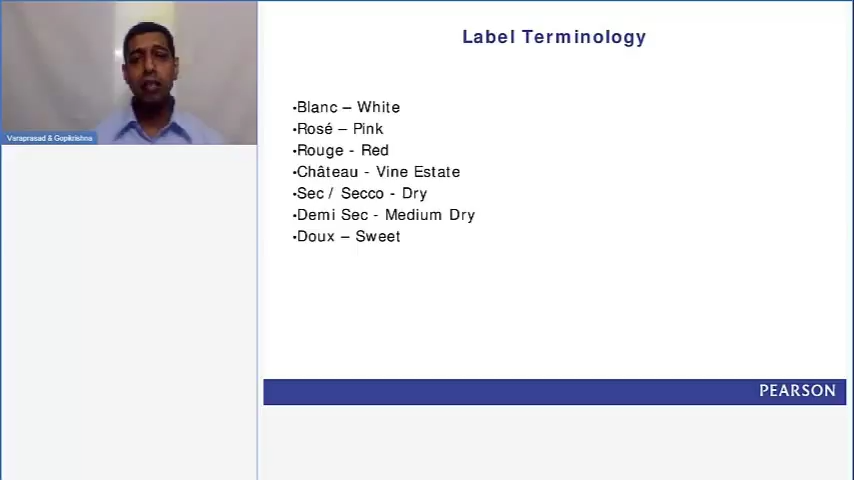 Label Terminology
•Blanc – White
•Rosé – Pink
•Rouge - Red
•Château - Vine Estate
•Sec / Secco - Dry
•Demi Sec - Medium Dry
•Doux – Sweet
Varaprasad & Gopikrishna
PEARSON